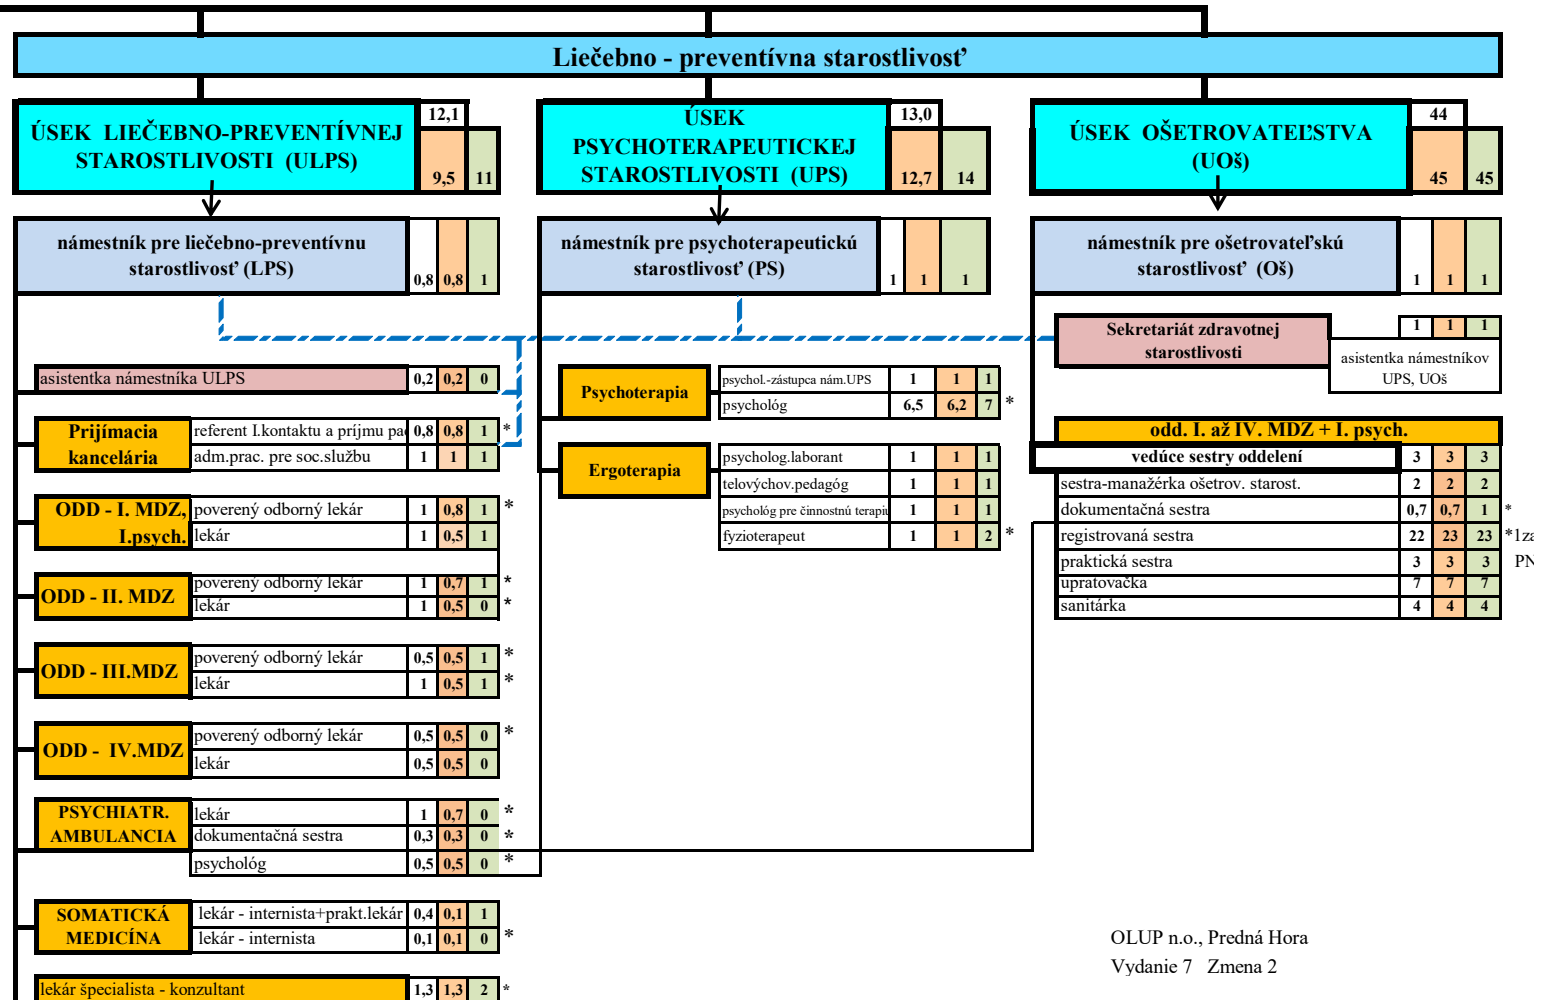 Liečebno - preventívna starostlivosť
ÚSEK LIEČEBNO-PREVENTÍVNEJ
STAROSTLIVOSTI (ULPS)
12,1
9,5 11
námestník pre liečebno-preventívnu
starostlivosť (LPS)
0,8 0,8 1
asistentka námestníka ULPS 0,2 0,2 0
Prijímacia
kancelária
referent I.kontaktu a príjmu pac 0,8 0,8 1 *
adm.prac. pre soc.službu 1 1 1
ODD - I. MDZ,
I.psych.
poverený odborný lekár 1 0,8 1 *
lekár 1 0,5 1
ODD - II. MDZ
poverený odborný lekár 1 0,7 1 *
lekár 1 0,5 0 *
ODD - III.MDZ
poverený odborný lekár 0,5 0,5 1 *
lekár 1 0,5 1 *
ODD - IV.MDZ
poverený odborný lekár 0,5 0,5 0 *
lekár 0,5 0,5 0
PSYCHIATR.
AMBULANCIA
lekár 1 0,7 0 *
dokumentačná sestra 0,3 0,3 0 *
psychológ 0,5 0,5 0 *
SOMATICKÁ
MEDICÍNA
lekár - internista+prakt.lekár 0,4 0,1 1
lekár - internista 0,1 0,1 0 *
lekár špecialista - konzultant 1,3 1,3 2 *
ÚSEK
PSYCHOTERAPEUTICKEJ
STAROSTLIVOSTI (UPS)
13,0
12,7 14
námestník pre psychoterapeutickú
starostlivosť (PS)
1 1 1
Psychoterapia
psychol.-zástupca nám.UPS 1 1 1
psychológ 6,5 6,2 7 *
Ergoterapia
psycholog.laborant 1 1 1
telovýchov.pedagóg 1 1 1
psychológ pre činnostnú terapiu 1 1 1
fyzioterapeut 1 1 2 *
ÚSEK OŠETROVATEĽSTVA
(UOš)
44
45 45
námestník pre ošetrovateľskú
starostlivosť (Oš)
1 1 1
Sekretariát zdravotnej
starostlivosti
1 1 1
asistentka námestníkov
UPS, UOš
odd. I. až IV. MDZ + I. psych.
vedúce sestry oddelení 3 3 3
sestra-manažérka ošetrov. starost. 2 2 2
dokumentačná sestra 0,7 0,7 1 *
registrovaná sestra 22 23 23 *1za
praktická sestra 3 3 3 PN
upratovačka 7 7 7
sanitárka 4 4 4
OLUP n.o., Predná Hora
Vydanie 7 Zmena 2